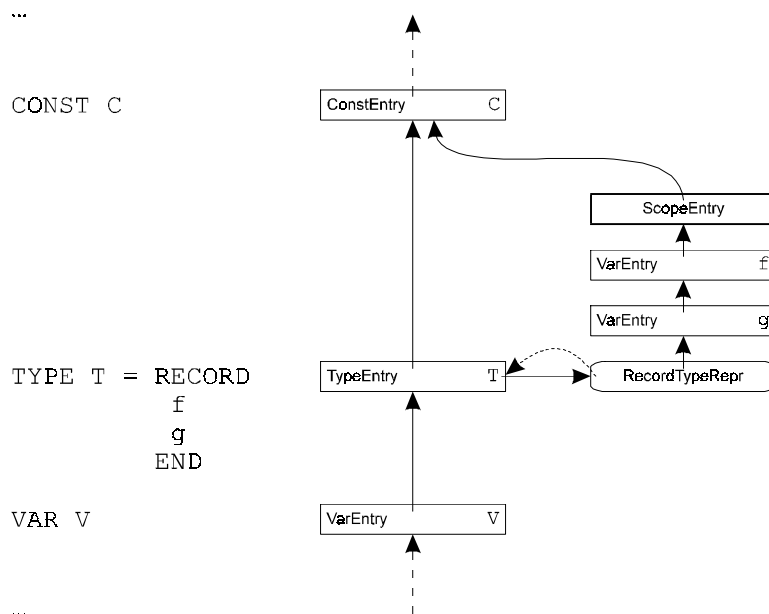 ...
CONST C
ConstEntry C
ScopeEntry
VarEntry f
VarEntry g
TYPE T = RECORD
TypeEntry T
RecordTypeRepr
f
g
END
VAR V
VarEntry V
...